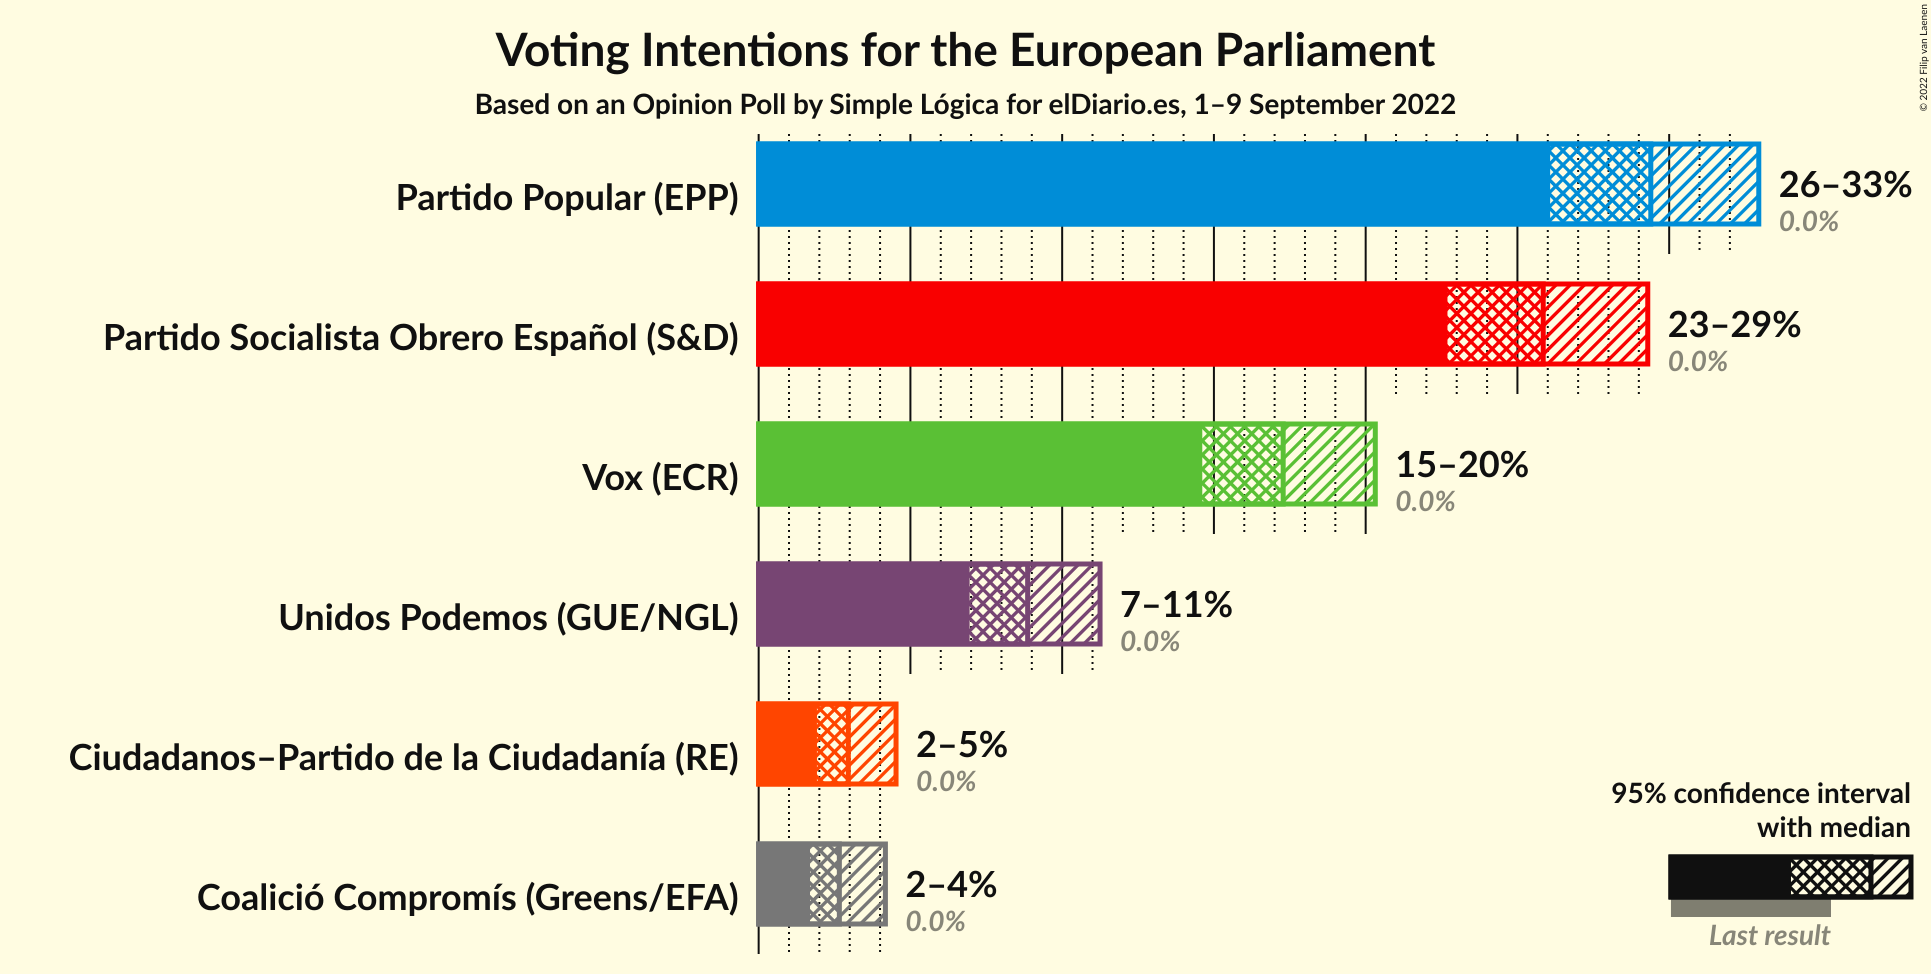 Voting Intentions for the European Parliament
Based on an Opinion Poll by Simple Lógica for elDiario.es, 1–9 September 2022
© 2022 Filip van Laenen
Partido Popular (EPP)
26–33%
0.0%
Partido Socialista Obrero Español (S&D)
23–29%
0.0%
Vox (ECR)
15–20%
0.0%
Unidos Podemos (GUE/NGL)
7–11%
0.0%
Ciudadanos–Partido de la Ciudadanía (RE)
2–5%
0.0%
Coalició Compromís (Greens/EFA)
2–4%
0.0%
95% confidence interval
with median
Last result